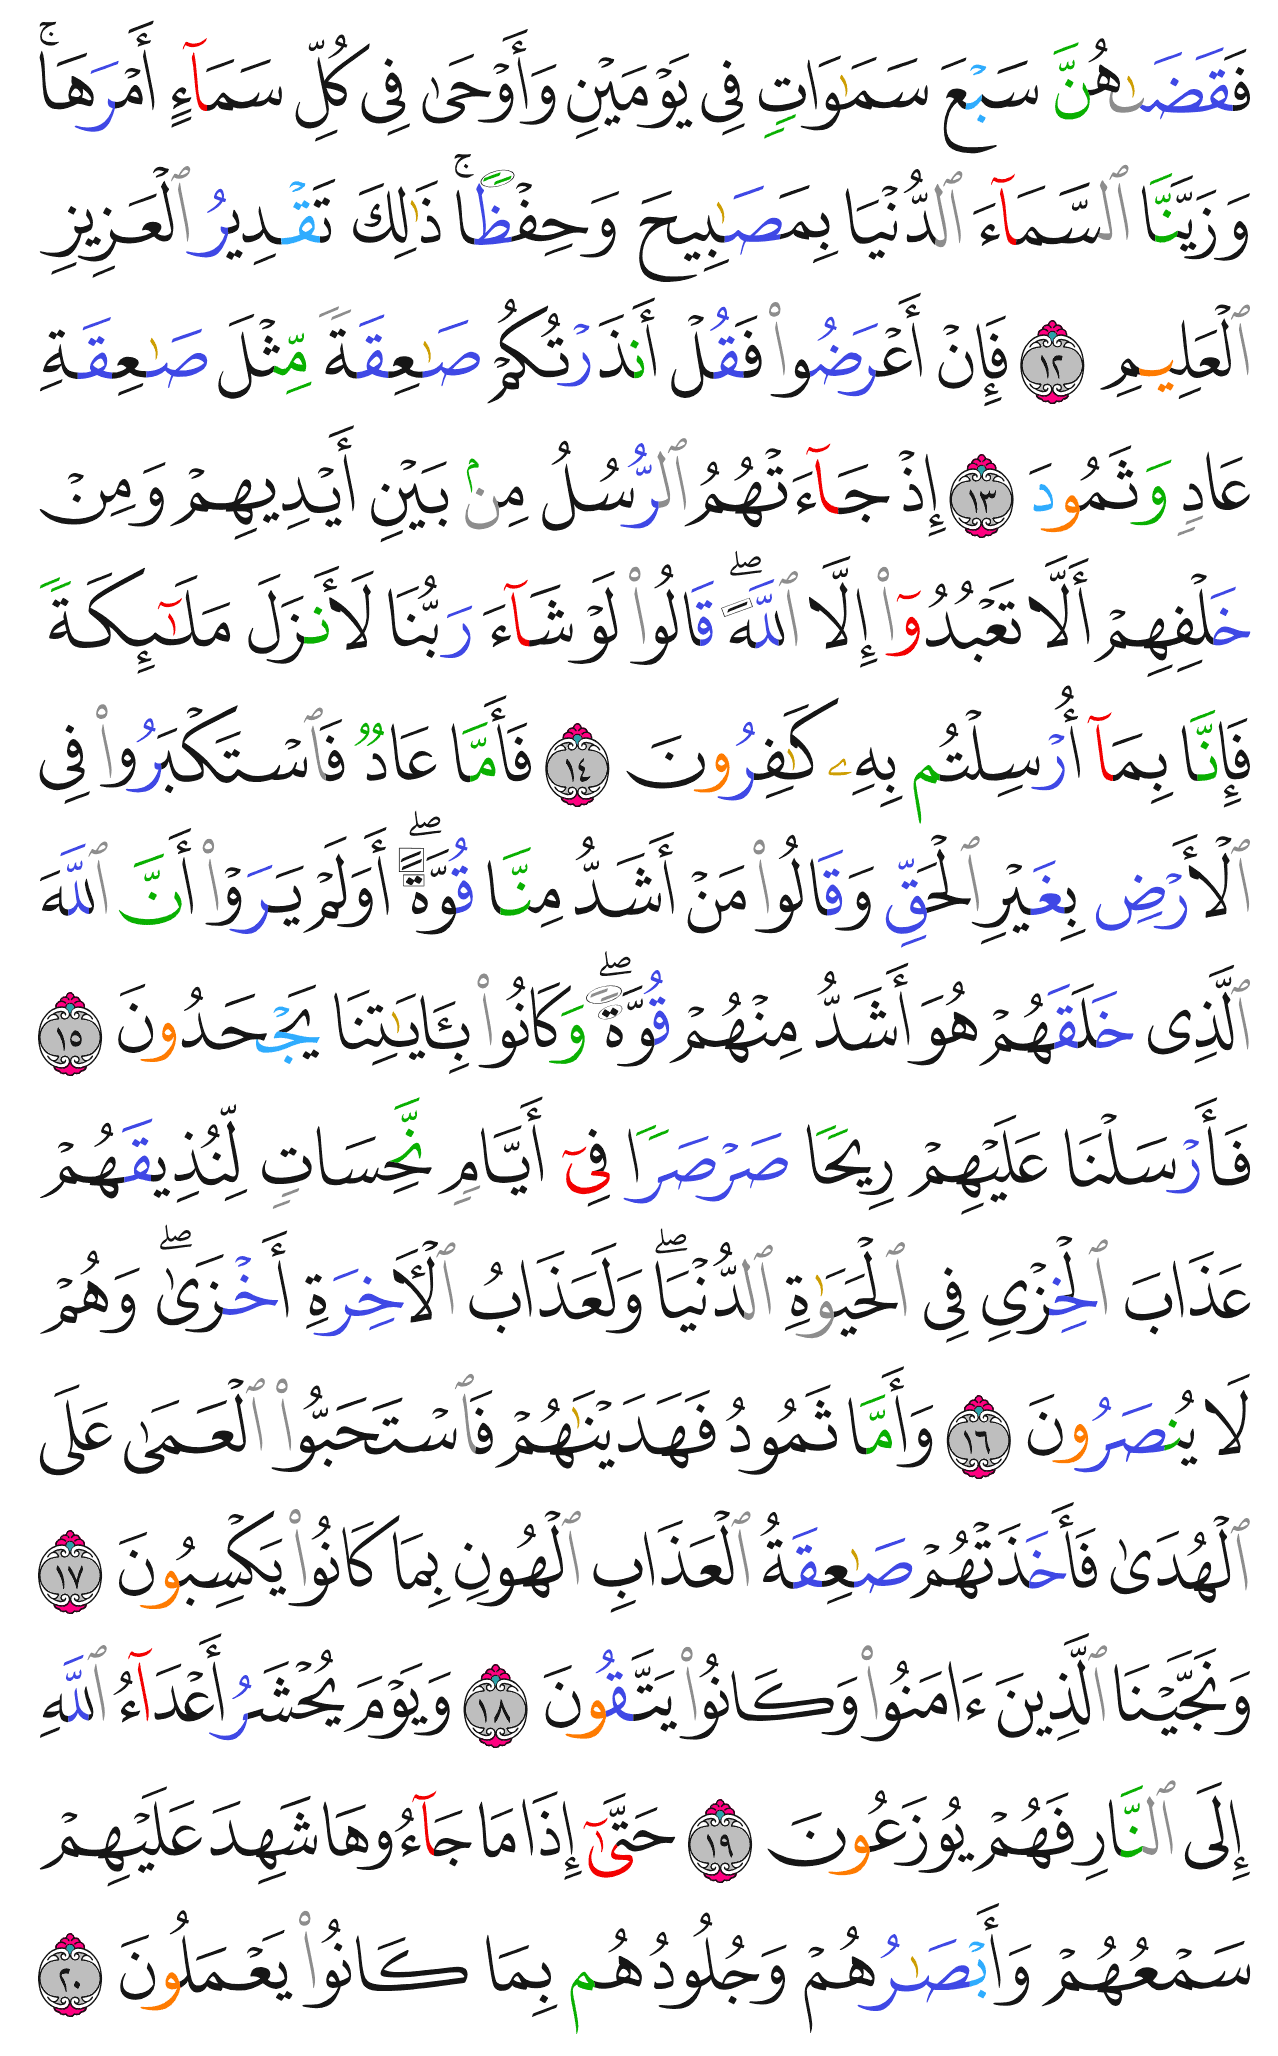 فَقَضَىٰهُنَّ سَبْعَ سَمَٰوَاتٍ فِى يَوْمَيْنِ وَأَوْحَىٰ فِى كُلِّ سَمَآءٍ أَمْرَهَا ۚ
وَزَيَّنَّا ٱلسَّمَآءَ ٱلدُّنْيَا بِمَصَٰبِيحَ وَحِفْظًا ۚ ذَٰلِكَ تَقْدِيرُ ٱلْعَزِيزِ
ٱلْعَلِيمِ ١٢ فَإِنْ أَعْرَضُوا۟ فَقُلْ أَنذَرْتُكُمْ صَٰعِقَةً مِّثْلَ صَٰعِقَةِ
عَادٍ وَثَمُودَ ١٣ إِذْ جَآءَتْهُمُ ٱلرُّسُلُ مِنۢ بَيْنِ أَيْدِيهِمْ وَمِنْ
خَلْفِهِمْ أَلَّا تَعْبُدُوٓا۟ إِلَّا ٱللَّهَ ۖ قَالُوا۟ لَوْ شَآءَ رَبُّنَا لَأَنزَلَ مَلَٰٓئِكَةً
فَإِنَّا بِمَآ أُرْسِلْتُم بِهِۦ كَٰفِرُونَ ١٤ فَأَمَّا عَادٌ فَٱسْتَكْبَرُوا۟ فِى
ٱلْأَرْضِ بِغَيْرِ ٱلْحَقِّ وَقَالُوا۟ مَنْ أَشَدُّ مِنَّا قُوَّةً ۖ أَوَلَمْ يَرَوْا۟ أَنَّ ٱللَّهَ
ٱلَّذِى خَلَقَهُمْ هُوَ أَشَدُّ مِنْهُمْ قُوَّةً ۖ وَكَانُوا۟ بِـَٔايَٰتِنَا يَجْحَدُونَ ١٥
فَأَرْسَلْنَا عَلَيْهِمْ رِيحًا صَرْصَرًا فِىٓ أَيَّامٍ نَّحِسَاتٍ لِّنُذِيقَهُمْ
عَذَابَ ٱلْخِزْىِ فِى ٱلْحَيَوٰةِ ٱلدُّنْيَا ۖ وَلَعَذَابُ ٱلْـَٔاخِرَةِ أَخْزَىٰ ۖ وَهُمْ
لَا يُنصَرُونَ ١٦ وَأَمَّا ثَمُودُ فَهَدَيْنَٰهُمْ فَٱسْتَحَبُّوا۟ ٱلْعَمَىٰ عَلَى
ٱلْهُدَىٰ فَأَخَذَتْهُمْ صَٰعِقَةُ ٱلْعَذَابِ ٱلْهُونِ بِمَا كَانُوا۟ يَكْسِبُونَ ١٧
وَنَجَّيْنَا ٱلَّذِينَ ءَامَنُوا۟ وَكَانُوا۟ يَتَّقُونَ ١٨ وَيَوْمَ يُحْشَرُ أَعْدَآءُ ٱللَّهِ
إِلَى ٱلنَّارِ فَهُمْ يُوزَعُونَ ١٩ حَتَّىٰٓ إِذَا مَا جَآءُوهَا شَهِدَ عَلَيْهِمْ
سَمْعُهُمْ وَأَبْصَٰرُهُمْ وَجُلُودُهُم بِمَا كَانُوا۟ يَعْمَلُونَ ٢٠